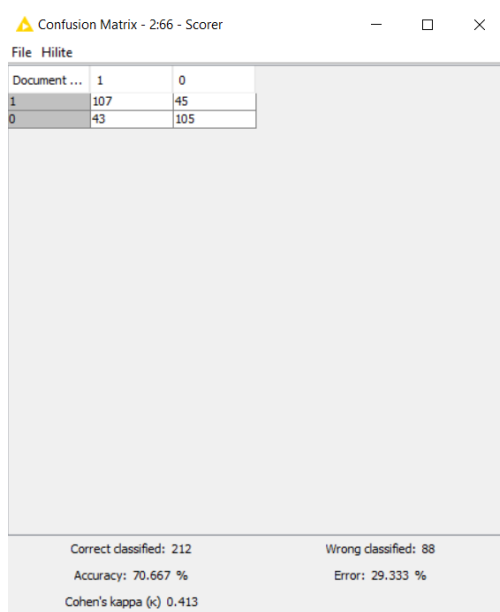 Confusion Matrix - 2:66 - Scorer
File Hilite
Document ... 1 0
1 107 45
0 43 105
Correct classified: 212 Wrong classified: 88
Accuracy: 70.667 % Error: 29.333 %
Cohen's kappa (κ) 0.413